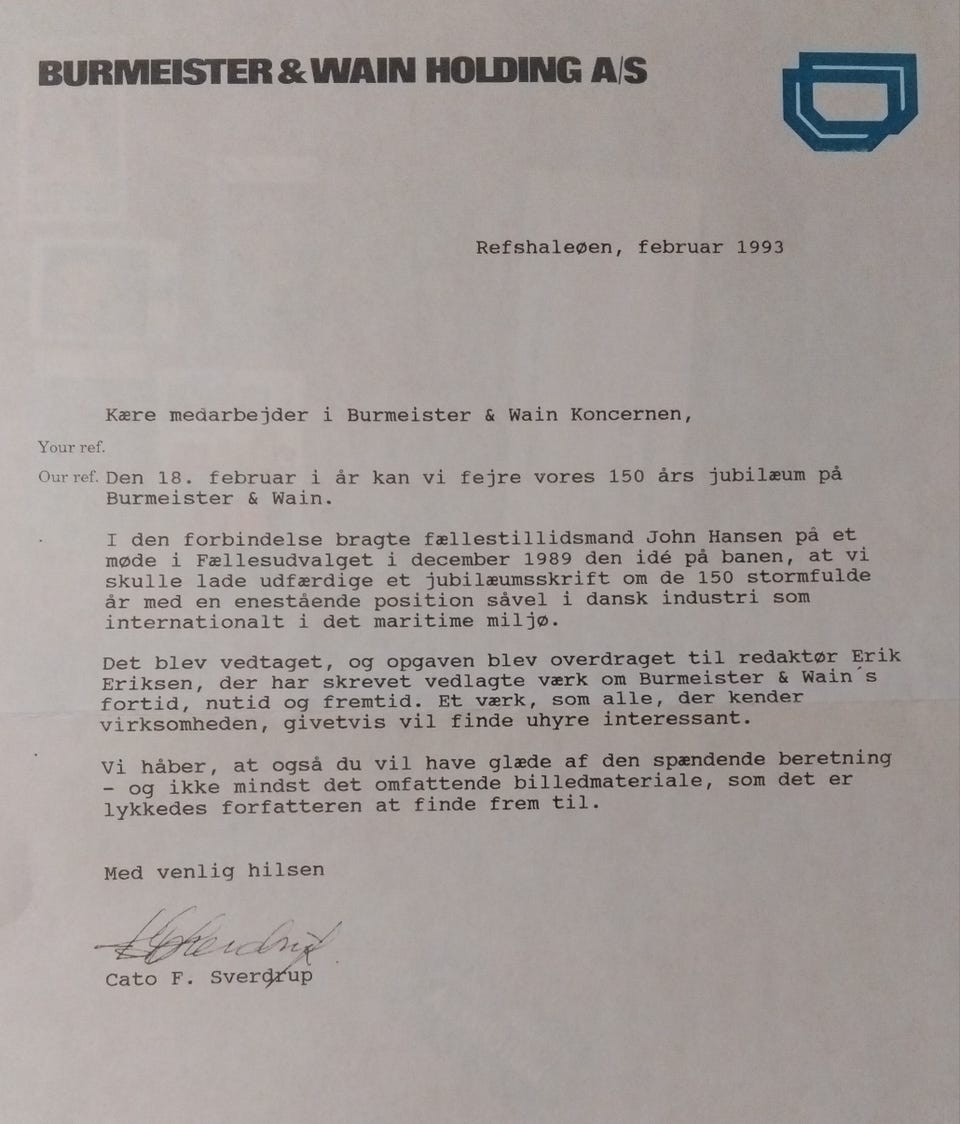 BURMEISTER & WAIN HOLDING A/S
Refshaleøen, februar 1993
Kære medarbejder i Burmeister & Wain Koncernen,
Your ref.
Our ref. Den 18. februar i år kan vi fejre vores 150 års jubilæum på
Burmeister & Wain.
I den forbindelse bragte fællestillidsmand John Hansen på et
møde i Fællesudvalget i december 1989 den idé på banen, at vi
skulle lade udfærdige et jubilæumsskrift om de 150 stormfulde
år med en enestående position såvel i dansk industri som
internationalt i det maritime miljø.
Det blev vedtaget, og opgaven blev overdraget til redaktør Erik
Eriksen, der har skrevet vedlagte værk om Burmeister & Wain´s
fortid, nutid og fremtid. Et værk, som alle, der kender
virksomheden, givetvis vil finde uhyre interessant.
Vi håber, at også du vil have glæde af den spændende beretning
- og ikke mindst det omfattende billedmateriale, som det er
lykkedes forfatteren at finde frem til.
Med venlig hilsen
Cato F. Sverdrup